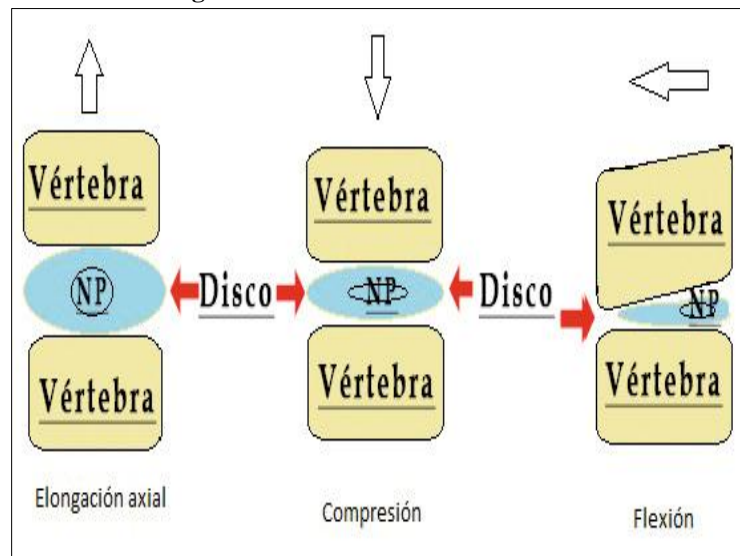 Vértebra
NP
Vértebra
Elongación axial
Disco
Vértebra
NP
Vértebra
Compresión
Disco
Vértebra
NP
Vértebra
Flexión